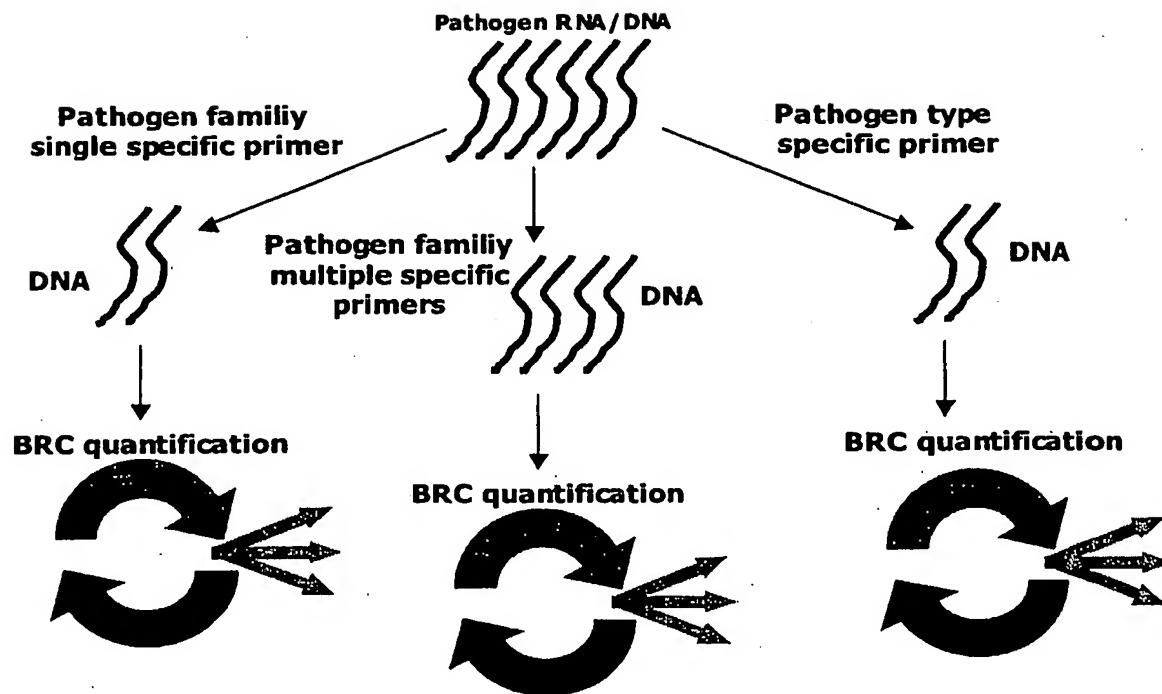 Pathogen RNA/DNA
Pathogen familiy
single specific primer
Pathogen type
specific primer
DNA
Pathogen familiy
multiple specific
primers
DNA
DNA
BRC quantification
BRC quantification
BRC quantification